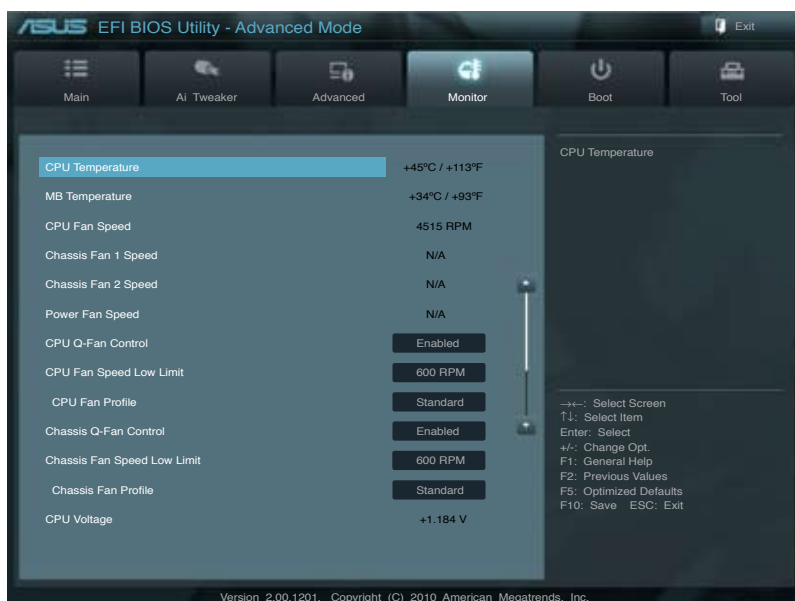 ASUS EFI BIOS Utility - Advanced Mode
Exit
Main
Ai Tweaker
Advanced
Monitor
Boot
Tool
CPU Temperature +45ºC / +113ºF
MB Temperature +34ºC / +93ºF
CPU Fan Speed 4515 RPM
Chassis Fan 1 Speed N/A
Chassis Fan 2 Speed N/A
Power Fan Speed N/A
CPU Q-Fan Control Enabled
CPU Fan Speed Low Limit 600 RPM
CPU Fan Profile Standard
Chassis Q-Fan Control Enabled
Chassis Fan Speed Low Limit 600 RPM
Chassis Fan Profile Standard
CPU Voltage +1.184 V
CPU Temperature
→←: Select Screen
↑↓: Select Item
Enter: Select
+/-: Change Opt.
F1: General Help
F2: Previous Values
F5: Optimized Defaults
F10: Save ESC: Exit
Version 2.00.1201. Copyright (C) 2010 American Megatrends, Inc.